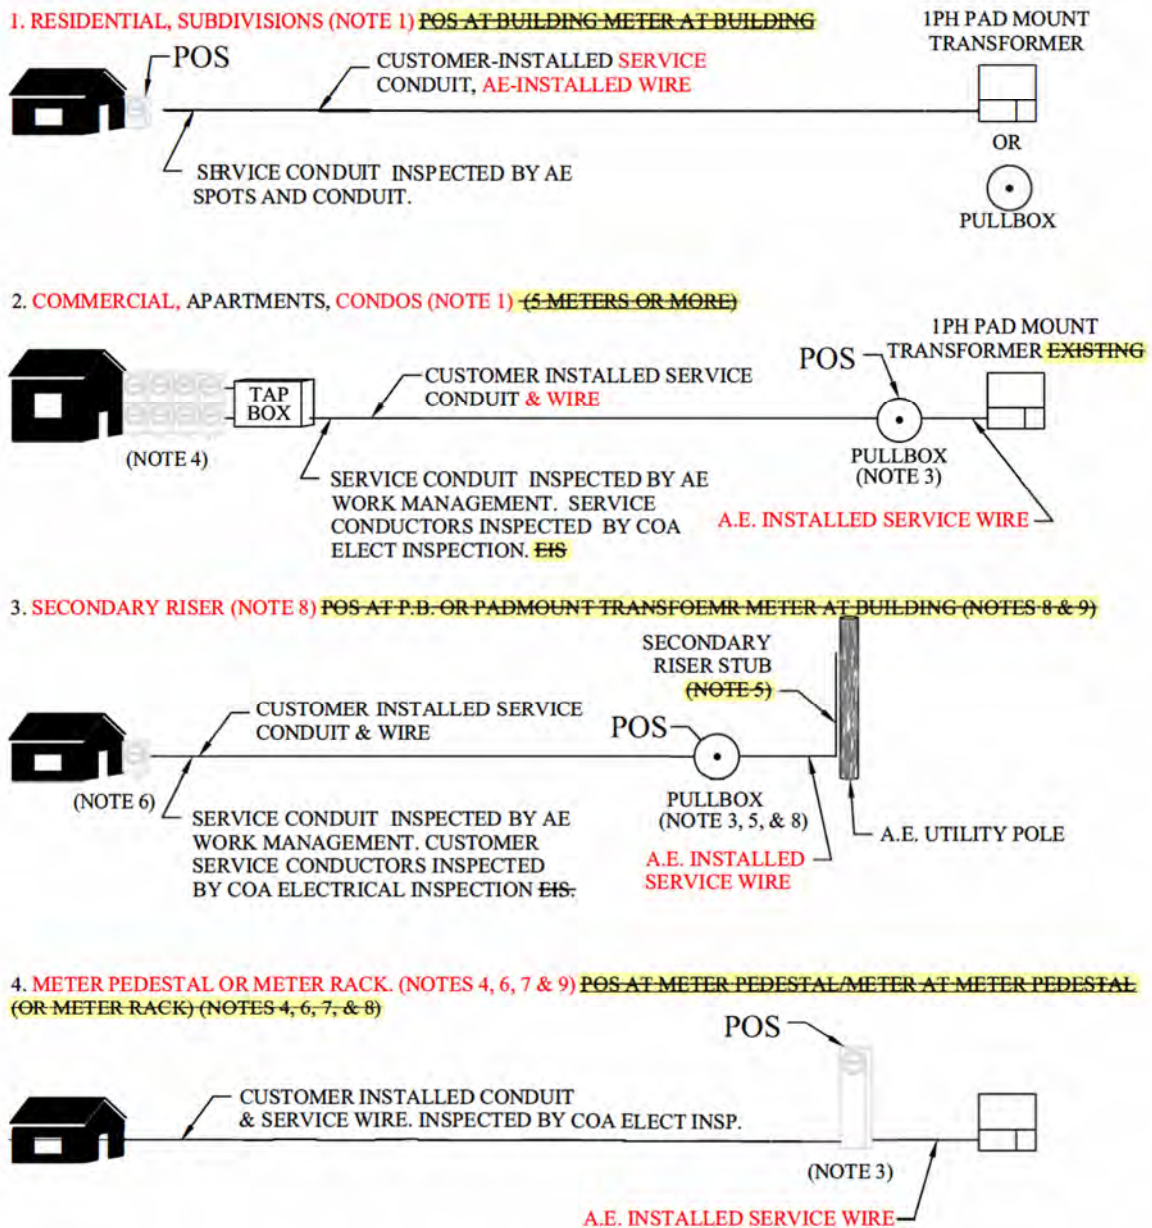 1. RESIDENTIAL, SUBDIVISIONS (NOTE 1) POS AT BUILDING METER AT BUILDING
1PH PAD MOUNT
TRANSFORMER
POS
CUSTOMER-INSTALLED SERVICE
CONDUIT, AE-INSTALLED WIRE
OR
SERVICE CONDUIT INSPECTED BY AE
SPOTS AND CONDUIT.
PULLBOX
2. COMMERCIAL, APARTMENTS, CONDOS (NOTE 1) (5 METERS OR MORE)
1PH PAD MOUNT
TRANSFORMER EXISTING
POS
CUSTOMER INSTALLED SERVICE
CONDUIT & WIRE
TAP
BOX
(NOTE 4)
PULLBOX
(NOTE 3)
SERVICE CONDUIT INSPECTED BY AE
WORK MANAGEMENT. SERVICE
CONDUCTORS INSPECTED BY COA
ELECT INSPECTION. EIS
A.E. INSTALLED SERVICE WIRE
3. SECONDARY RISER (NOTE 8) POS AT P.B. OR PADMOUNT TRANSFOEMR METER AT BUILDING (NOTES 8 & 9)
SECONDARY
RISER STUB
(NOTE 5)
CUSTOMER INSTALLED SERVICE
CONDUIT & WIRE
POS
(NOTE 6)
PULLBOX
(NOTE 3, 5, & 8)
SERVICE CONDUIT INSPECTED BY AE
WORK MANAGEMENT. CUSTOMER
SERVICE CONDUCTORS INSPECTED
BY COA ELECTRICAL INSPECTION EIS.
A.E. UTILITY POLE
A.E. INSTALLED
SERVICE WIRE
4. METER PEDESTAL OR METER RACK. (NOTES 4, 6, 7 & 9) POS AT METER PEDESTAL/METER AT METER PEDESTAL
(OR METER RACK) (NOTES 4, 6, 7, & 8)
POS
CUSTOMER INSTALLED CONDUIT
& SERVICE WIRE. INSPECTED BY COA ELECT INSP.
(NOTE 3)
A.E. INSTALLED SERVICE WIRE